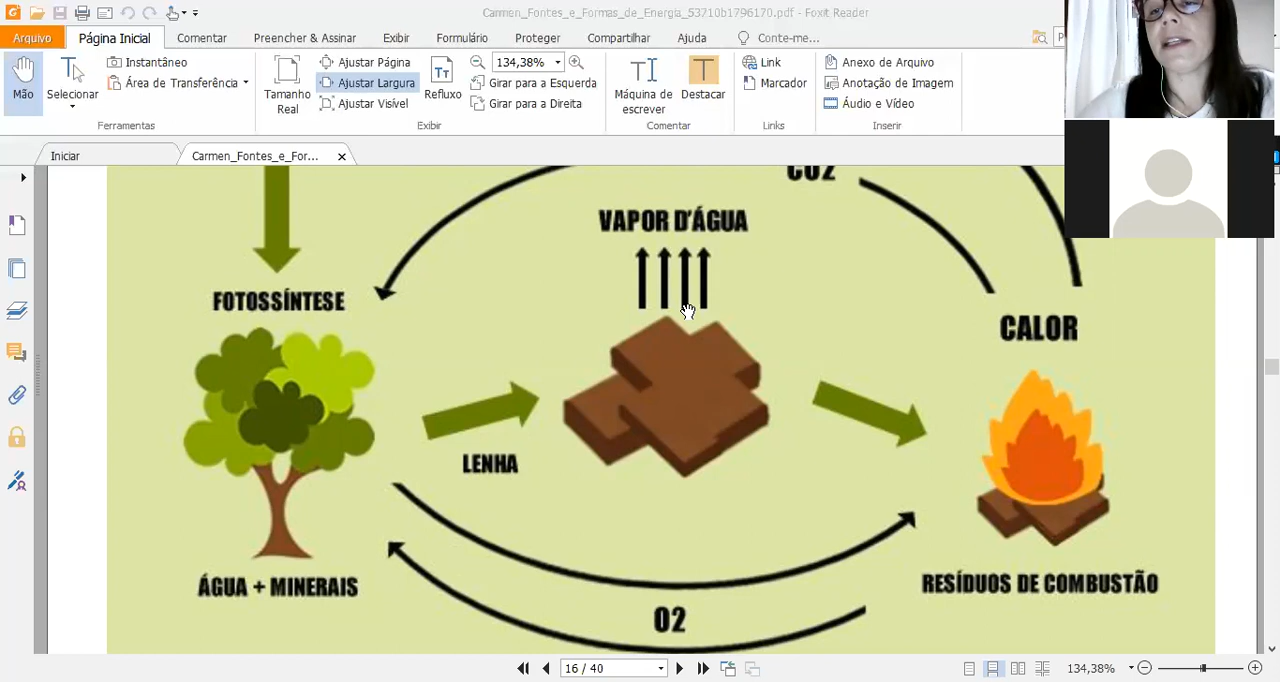 Carmen_Fontes_e_Formas_de_Energia_53710b1796170.pdf - Foxit Reader
Arquivo Página Inicial Comentar Preencher & Assinar Exibir Formulário Proteger Compartilhar Ajuda Conte-me...
Mão
Selecionar
Instantâneo
Área de Transferência
Ferramentas
Tamanho
Real
Ajustar Página
Ajustar Largura
Ajustar Visível
Refluxo
134,38%
Girar para a Esquerda
Girar para a Direita
Exibir
Máquina de
escrever
Destacar
Comentar
Link
Marcador
Links
Anexo de Arquivo
Anotação de Imagem
Áudio e Vídeo
Inserir
Iniciar
Carmen_Fontes_e_For...
CO2
VAPOR D'ÁGUA
FOTOSSÍNTESE
CALOR
LENHA
ÁGUA + MINERAIS
RESÍDUOS DE COMBUSTÃO
O2
16 / 40
134,38%